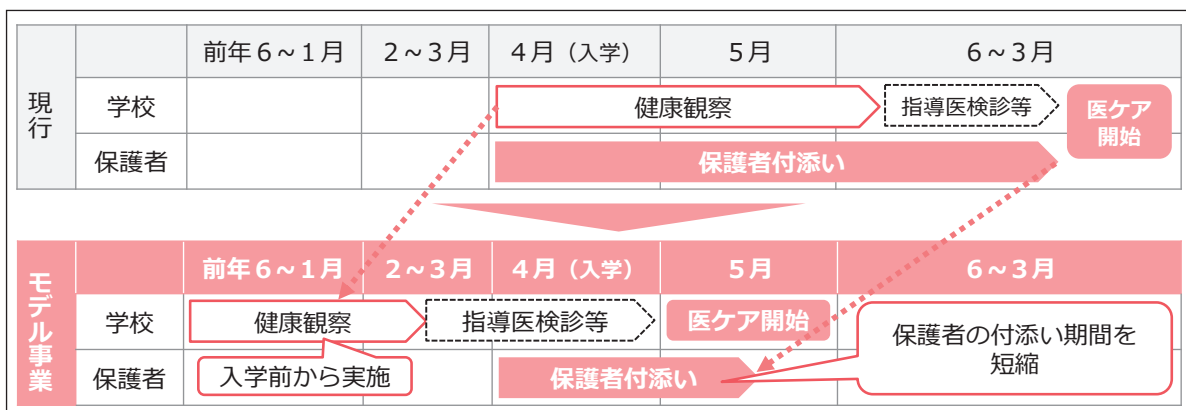 前年６～１月 ２～３月 ４月（入学） ５月 ６～３月
現行
学校 健康観察 指導医検診等 医ケア
開始
保護者 保護者付添い
モデル事業
前年６～１月 ２～３月 ４月（入学） ５月 ６～３月
学校 健康観察 指導医検診等 医ケア開始
保護者の付添い期間を
短縮
保護者 入学前から実施 保護者付添い